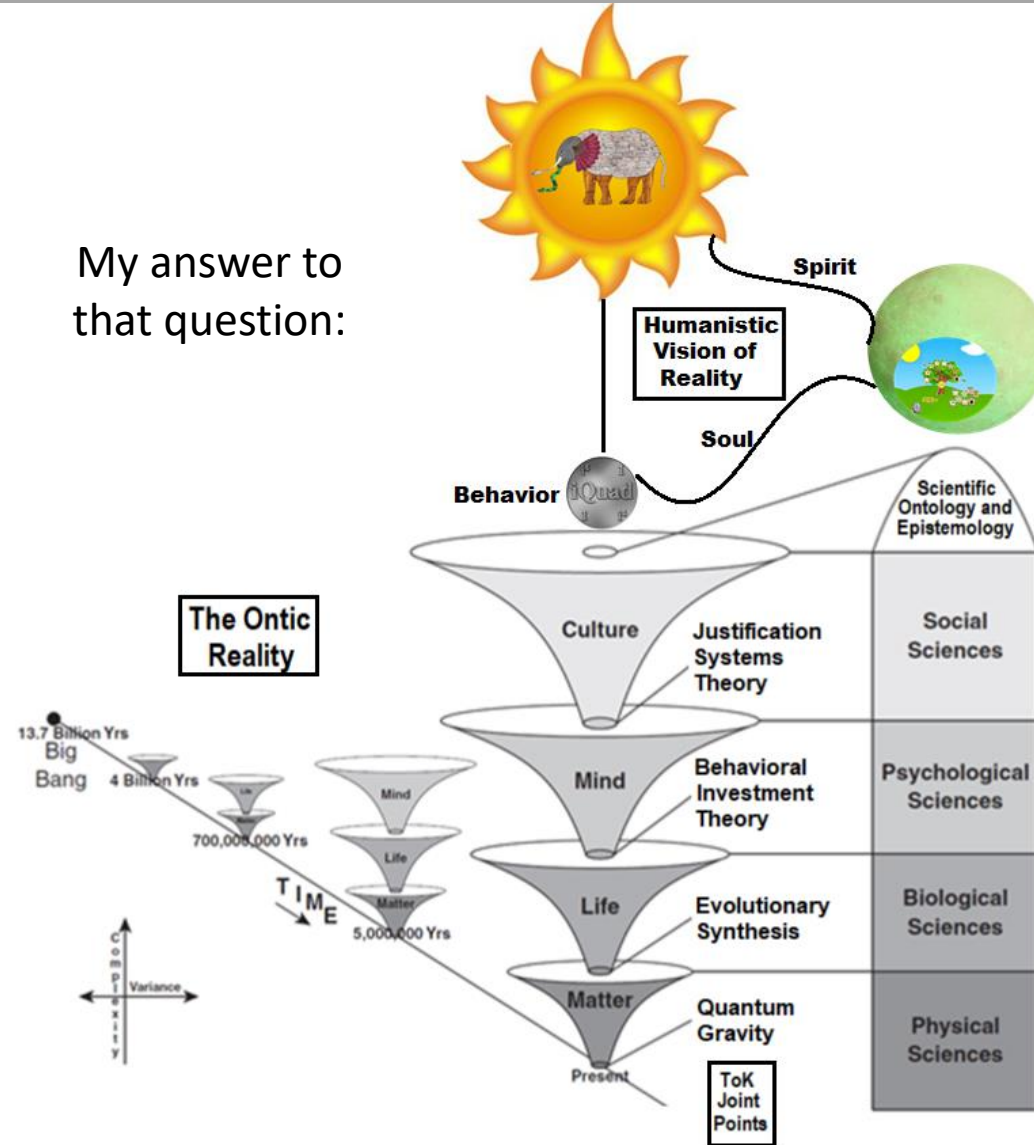 My answer to
that question:
Spirit
Humanistic
Vision of
Reality
Soul
Behavior
iQuad
Scientific
Ontology and
Epistemology
The Ontic
Reality
Culture
Justification
Systems
Theory
Social
Sciences
13.7 Billion Yrs
Big
Bang
4 Billion Yrs
Life
700,000,000 Yrs
Mind
Life
Matter
5,000,000 Yrs
TIME
Mind
Behavioral
Investment
Theory
Psychological
Sciences
Life
Evolutionary
Synthesis
Biological
Sciences
Complexity
Variance
Matter
Quantum
Gravity
Physical
Sciences
Present
ToK
Joint
Points